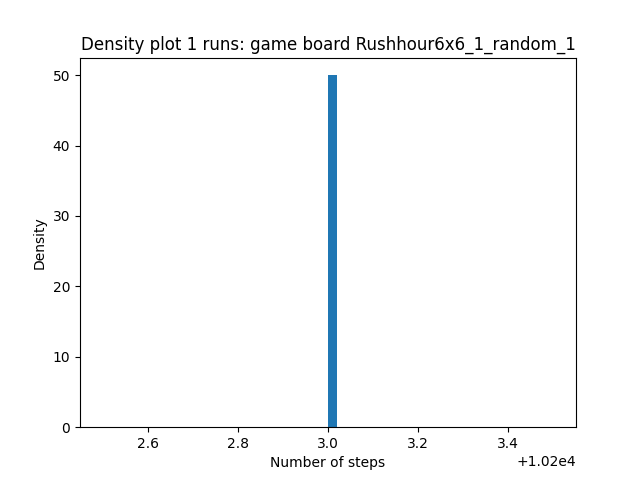 Density plot 1 runs: game board Rushhour6x6_1_random_1
50
40
30
20
10
0
Density
2.6 2.8 3.0 3.2 3.4
Number of steps
+1.02e4